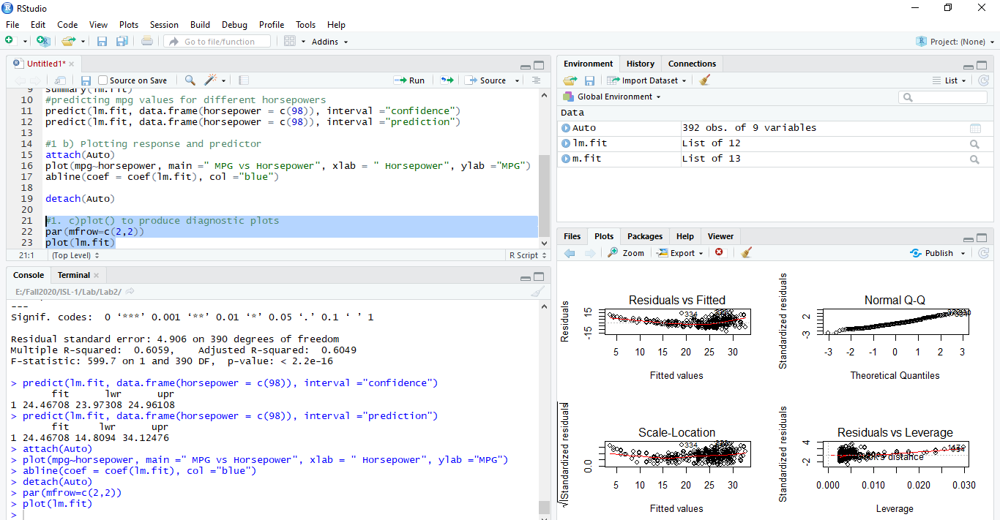 RStudio
File Edit Code View Plots Session Build Debug Profile Tools Help
Go to file/function Addins Project: (None)
Untitled1*
Source on Save Run Source
9 summary(lm.fit)
10 #predicting mpg values for different horsepowers
11 predict(lm.fit, data.frame(horsepower = c(98)), interval ="confidence")
12 predict(lm.fit, data.frame(horsepower = c(98)), interval ="prediction")
13
14 #1 b) Plotting response and predictor
15 attach(Auto)
16 plot(mpg~horsepower, main =" MPG vs Horsepower", xlab = " Horsepower", ylab ="MPG")
17 abline(coef = coef(lm.fit), col ="blue")
18
19 detach(Auto)
20
21 #1. c)plot() to produce diagnostic plots
22 par(mfrow=c(2,2))
23 plot(lm.fit)
21:1 (Top Level) R Script
Console Terminal
E:/Fall2020/ISL-1/Lab/Lab2/
---
Signif. codes:  0 ‘***’ 0.001 ‘**’ 0.01 ‘*’ 0.05 ‘.’ 0.1 ‘ ’ 1
Residual standard error: 4.906 on 390 degrees of freedom
Multiple R-squared:  0.6059,    Adjusted R-squared:  0.6049
F-statistic: 599.7 on 1 and 390 DF,  p-value: < 2.2e-16
> predict(lm.fit, data.frame(horsepower = c(98)), interval ="confidence")
fit lwr upr
1 24.46708 23.97308 24.96108
> predict(lm.fit, data.frame(horsepower = c(98)), interval ="prediction")
fit lwr upr
1 24.46708 14.8094 34.12476
> attach(Auto)
> plot(mpg~horsepower, main =" MPG vs Horsepower", xlab = " Horsepower", ylab ="MPG")
> abline(coef = coef(lm.fit), col ="blue")
> detach(Auto)
> par(mfrow=c(2,2))
> plot(lm.fit)
>
Environment History Connections
Import Dataset List
Global Environment
Data
Auto 392 obs. of 9 variables
lm.fit List of 12
m.fit List of 13
Files Plots Packages Help Viewer
Zoom Export Publish
Residuals vs Fitted
Residuals
15
-15
334
5 10 15 20 25 30
Fitted values
Normal Q-Q
Standardized residuals
2
-3
-3 -2 -1 0 1 2 3
Theoretical Quantiles
Scale-Location
√|Standardized residuals|
0.0
334
5 10 15 20 25 30
Fitted values
Residuals vs Leverage
Standardized residuals
4
-2
distance
0.000 0.010 0.020 0.030
Leverage